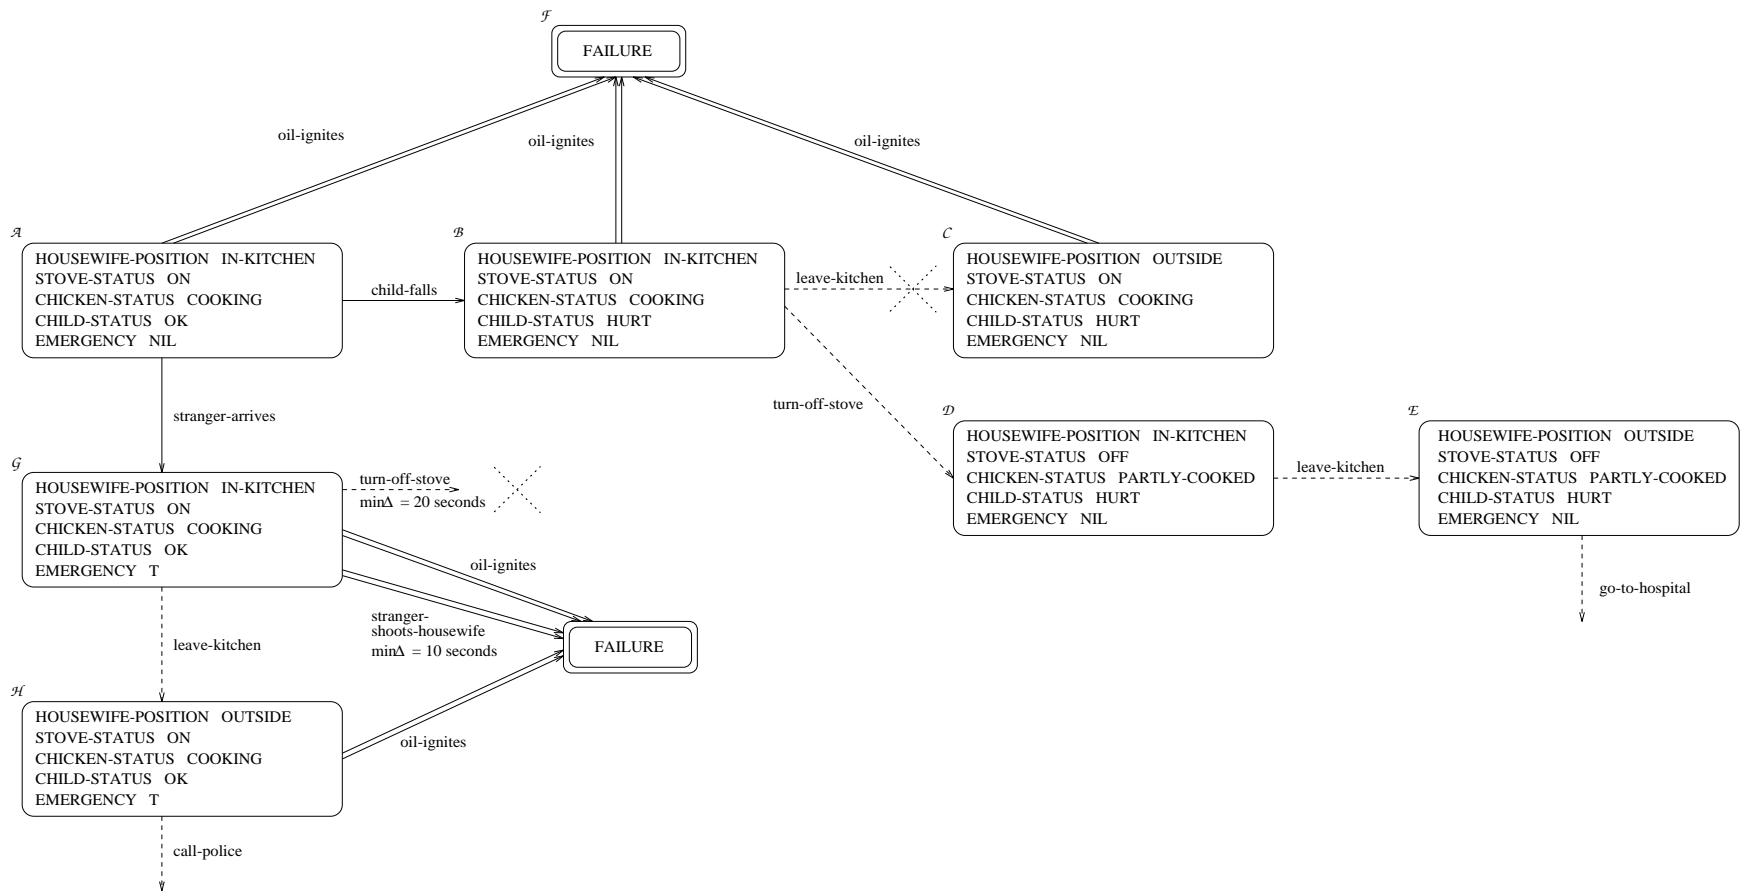 ℱ
FAILURE
oil-ignites
oil-ignites
oil-ignites
𝒜
HOUSEWIFE-POSITION IN-KITCHEN
STOVE-STATUS ON
CHICKEN-STATUS COOKING
CHILD-STATUS OK
EMERGENCY NIL
child-falls
ℬ
HOUSEWIFE-POSITION IN-KITCHEN
STOVE-STATUS ON
CHICKEN-STATUS COOKING
CHILD-STATUS HURT
EMERGENCY NIL
leave-kitchen
𝒞
HOUSEWIFE-POSITION OUTSIDE
STOVE-STATUS ON
CHICKEN-STATUS COOKING
CHILD-STATUS HURT
EMERGENCY NIL
stranger-arrives
turn-off-stove
𝒟
HOUSEWIFE-POSITION IN-KITCHEN
STOVE-STATUS OFF
CHICKEN-STATUS PARTLY-COOKED
CHILD-STATUS HURT
EMERGENCY NIL
leave-kitchen
ℰ
HOUSEWIFE-POSITION OUTSIDE
STOVE-STATUS OFF
CHICKEN-STATUS PARTLY-COOKED
CHILD-STATUS HURT
EMERGENCY NIL
go-to-hospital
𝒢
HOUSEWIFE-POSITION IN-KITCHEN
STOVE-STATUS ON
CHICKEN-STATUS COOKING
CHILD-STATUS OK
EMERGENCY T
turn-off-stove
minΔ = 20 seconds
oil-ignites
stranger-
shoots-housewife
minΔ = 10 seconds
FAILURE
leave-kitchen
ℋ
HOUSEWIFE-POSITION OUTSIDE
STOVE-STATUS ON
CHICKEN-STATUS COOKING
CHILD-STATUS OK
EMERGENCY T
oil-ignites
call-police